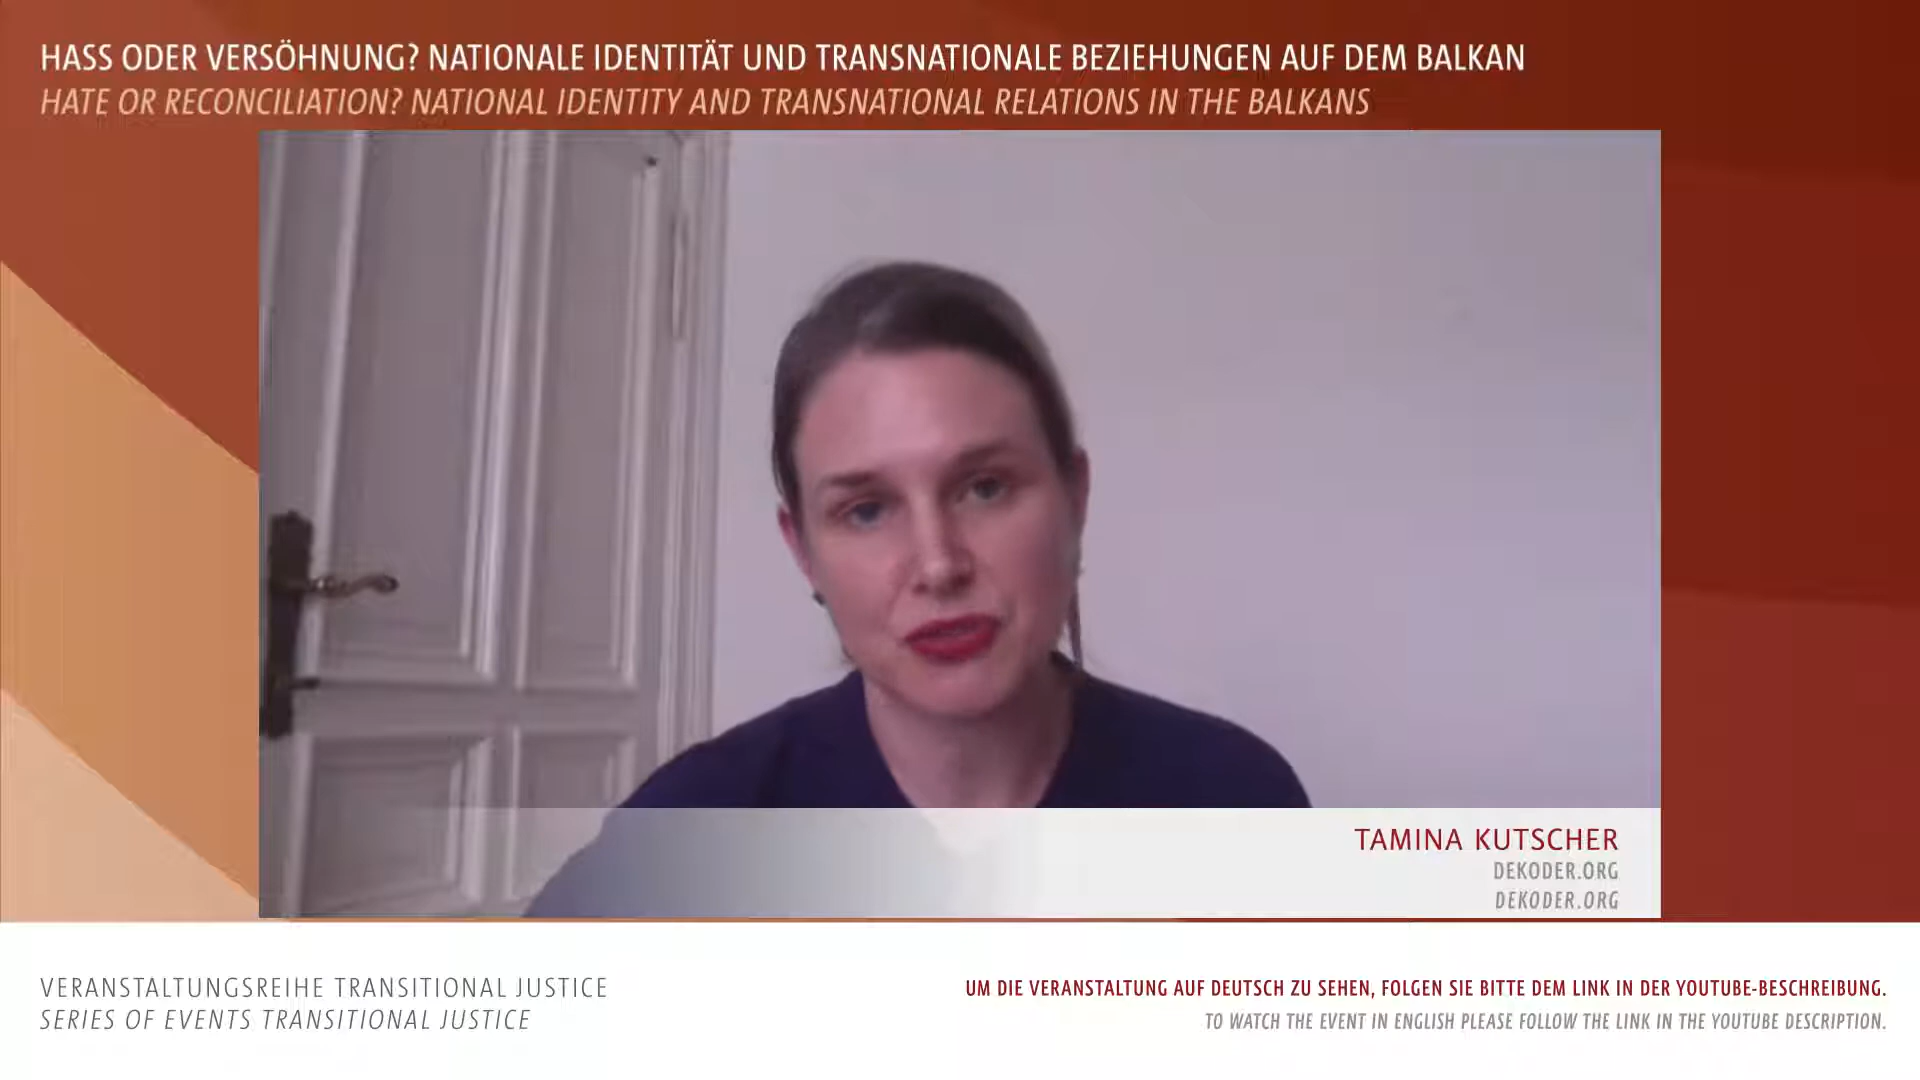 HASS ODER VERSÖHNUNG? NATIONALE IDENTITÄT UND TRANSNATIONALE BEZIEHUNGEN AUF DEM BALKAN
HATE OR RECONCILIATION? NATIONAL IDENTITY AND TRANSNATIONAL RELATIONS IN THE BALKANS
TAMINA KUTSCHER
DEKODER.ORG
DEKODER.ORG
VERANSTALTUNGSREIHE TRANSITIONAL JUSTICE
SERIES OF EVENTS TRANSITIONAL JUSTICE
UM DIE VERANSTALTUNG AUF DEUTSCH ZU SEHEN, FOLGEN SIE BITTE DEM LINK IN DER YOUTUBE-BESCHREIBUNG.
TO WATCH THE EVENT IN ENGLISH PLEASE FOLLOW THE LINK IN THE YOUTUBE DESCRIPTION.